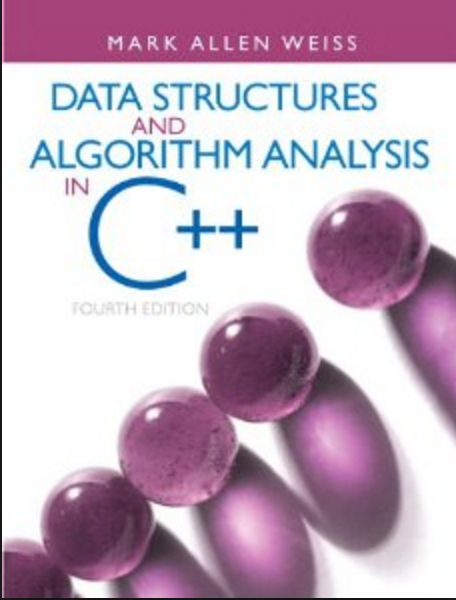 MARK ALLEN WEISS
DATA STRUCTURES
AND
ALGORITHM ANALYSIS
IN
C++
FOURTH EDITION